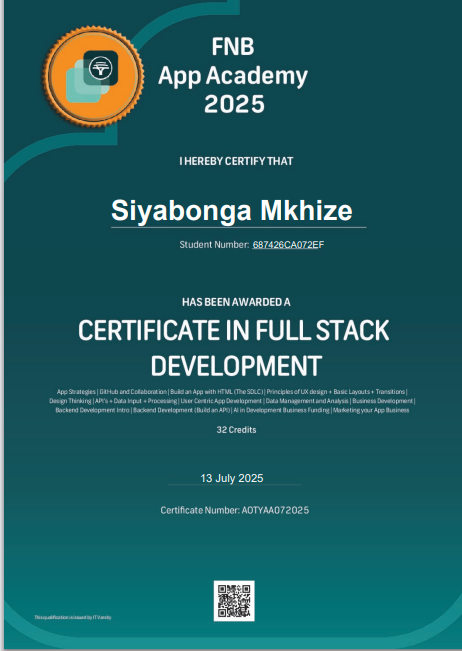 FNB
App Academy
2025
I HEREBY CERTIFY THAT
Siyabonga Mkhize
Student Number: 687426CA072EF
HAS BEEN AWARDED A
CERTIFICATE IN FULL STACK
DEVELOPMENT
App Strategies | GitHub and Collaboration | Build an App with HTML (The SDLC) | Principles of UX design + Basic Layouts + Transitions |
Design Thinking | API's + Data Input + Processing | User Centric App Development | Data Management and Analysis | Business Development |
Backend Development Intro | Backend Development (Build an API) | AI in Development Business Funding | Marketing your App Business
32 Credits
13 July 2025
Certificate Number: AOTYAA072025
This qualification is issued by ITVarsity